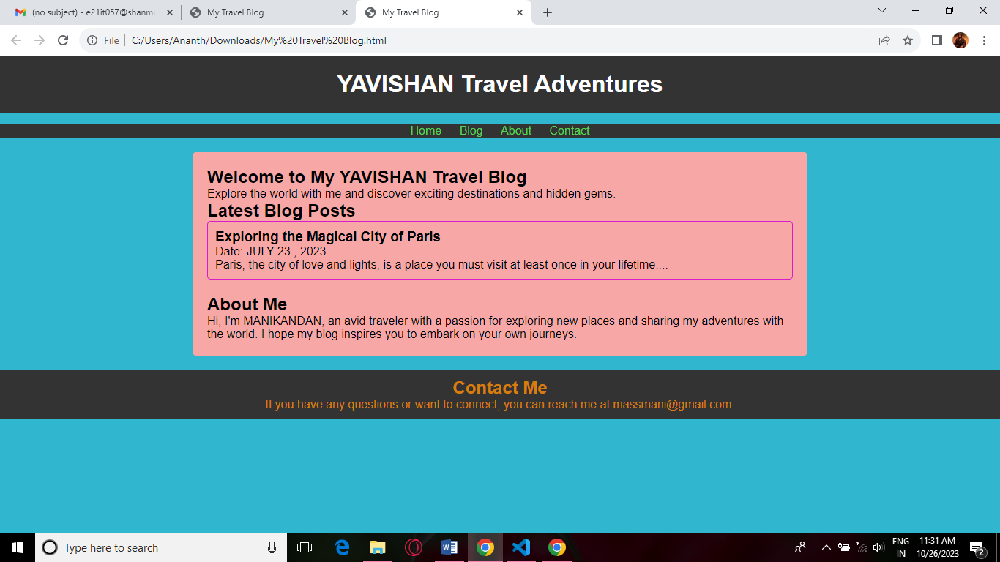 (no subject) - e21it057@shanmu
My Travel Blog
My Travel Blog
File
C:/Users/Ananth/Downloads/My%20Travel%20Blog.html
YAVISHAN Travel Adventures
Home Blog About Contact
Welcome to My YAVISHAN Travel Blog
Explore the world with me and discover exciting destinations and hidden gems.
Latest Blog Posts
Exploring the Magical City of Paris
Date: JULY 23 , 2023
Paris, the city of love and lights, is a place you must visit at least once in your lifetime....
About Me
Hi, I'm MANIKANDAN, an avid traveler with a passion for exploring new places and sharing my adventures with
the world. I hope my blog inspires you to embark on your own journeys.
Contact Me
If you have any questions or want to connect, you can reach me at massmani@gmail.com.
Type here to search
ENG
IN
11:31 AM
10/26/2023
2